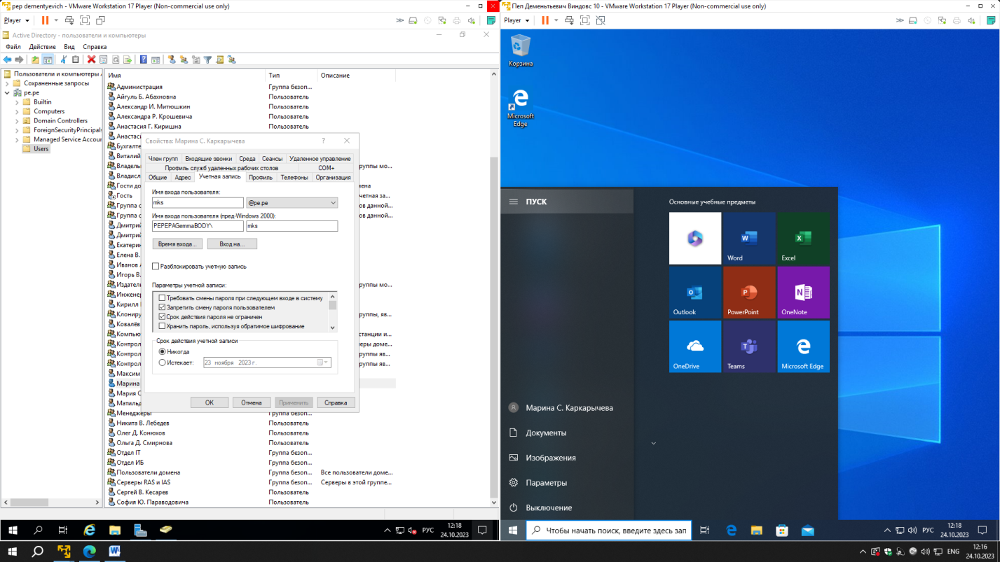 pep dementyevich - VMware Workstation 17 Player (Non-commercial use only)
Player
Active Directory - пользователи и компьютеры
Файл Действие Вид Справка
Пользователи и компьютеры
Сохраненные запросы
pe.pe
Builtin
Computers
Domain Controllers
ForeignSecurityPrincipals
Managed Service Accour
Users
Имя Тип Описание
Администрация Группа безоп...
Айгуль Б. Абахновна Пользователь
Александр И. Митюшкин Пользователь
Александра Р. Крошевича Пользователь
Анастасия Г. Киришна Пользователь
Анастас
Бухгалте
Виталий
Владель руппы мо...
Владисл
Гости до мена
Гость четная за...
Группа с ов данной...
Группа с ов данной...
Дмитрий
Дмитрий
Екатерин
Елена В.
Иванов А
Игорь В.
Издател руппы мо...
Инженер
Кирилл
Клониру руппы, яв...
Ковалёв
Компью станции и...
Контрол еры доме...
Контрол руппы яв...
Контрол руппы яв...
Максим
Марина
Мария С
Матильд
Менеджеры Группа безоп...
Никита В. Лебедев Пользователь
Олег Д. Конюхов Пользователь
Ольга Д. Смирнова Пользователь
Отдел IT Группа безоп...
Отдел ИБ Группа безоп...
Пользователи домена Группа безоп... Все пользователи доме...
Серверы RAS и IAS Группа безоп... Серверы в этой группе...
Сергей В. Кесарев Пользователь
София Ю. Параводовича Пользователь
Свойства: Марина С. Каркарычева
Член групп Входящие звонки Среда Сеансы Удаленное управление
Профиль служб удаленных рабочих столов COM+
Общие Адрес Учетная запись Профиль Телефоны Организация
Имя входа пользователя:
mks @pe.pe
Имя входа пользователя (пред-Windows 2000):
PEPEPAGemmaBODY\ mks
Время входа... Вход на...
Разблокировать учетную запись
Параметры учетной записи:
Требовать смены пароля при следующем входе в систему
Запретить смену пароля пользователем
Срок действия пароля не ограничен
Хранить пароль, используя обратимое шифрование
Срок действия учетной записи
Никогда
Истекает: 23 ноября 2023 г.
ОК Отмена Применить Справка
РУС 12:18
24.10.2023
Пеп Деменьтьевич Виндовс 10 - VMware Workstation 17 Player (Non-commercial use only)
Player
Корзина
Microsoft
Edge
ПУСК
Основные учебные предметы
Word Excel
Outlook PowerPoint OneNote
OneDrive Teams Microsoft Edge
Марина С. Каркарычева
Документы
Изображения
Параметры
Выключение
Чтобы начать поиск, введите здесь зап
РУС 12:18
24.10.2023
ENG 12:16
24.10.2023